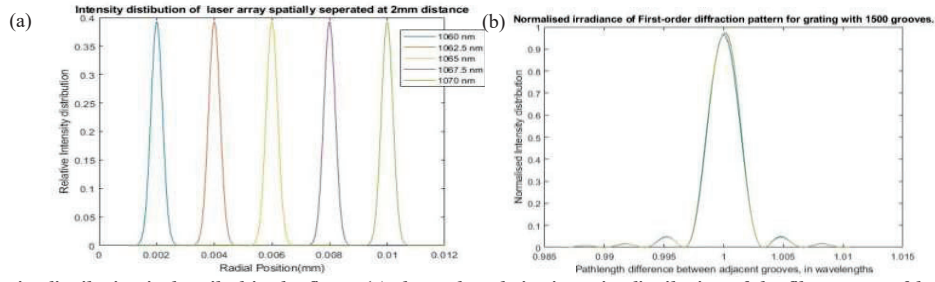 (a)
Intensity distibution of laser array spatially seperated at 2mm distance
Relative Intensity distribution
0.4
0.35
0.3
0.25
0.2
0.15
0.1
0.05
0
0 0.002 0.004 0.006 0.008 0.01 0.012
Radial Position(mm)
1060 nm
1062.5 nm
1065 nm
1067.5 nm
1070 nm
(b)
Normalised irradiance of First-order diffraction pattern for grating with 1500 grooves.
Normalised Intensity distribution
1
0.9
0.8
0.7
0.6
0.5
0.4
0.3
0.2
0.1
0
0.985 0.99 0.995 1 1.005 1.01 1.015
Pathlength difference between adjacent grooves, in wavelengths